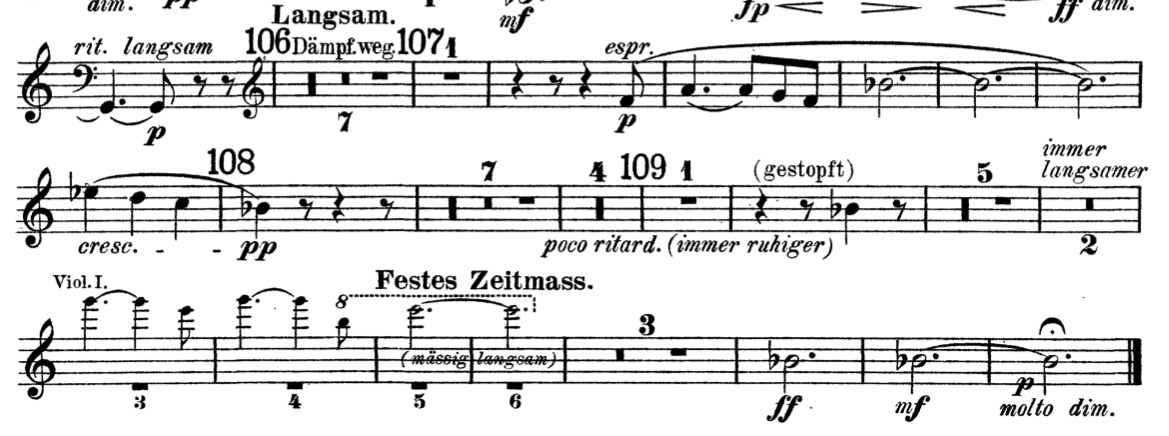 dim. pp mf fp ff dim.
Langsam.
rit. langsam 106 Dämpf. weg. 107 1 espr.
7
p p
108 immer
7 4 109 1 (gestopft) 5 langsamer
cresc. - - pp poco ritard. (immer ruhiger) 2
Viol. I. Festes Zeitmass.
8 3
(mässig langsam)
3 4 5 6 ff mf p molto dim.